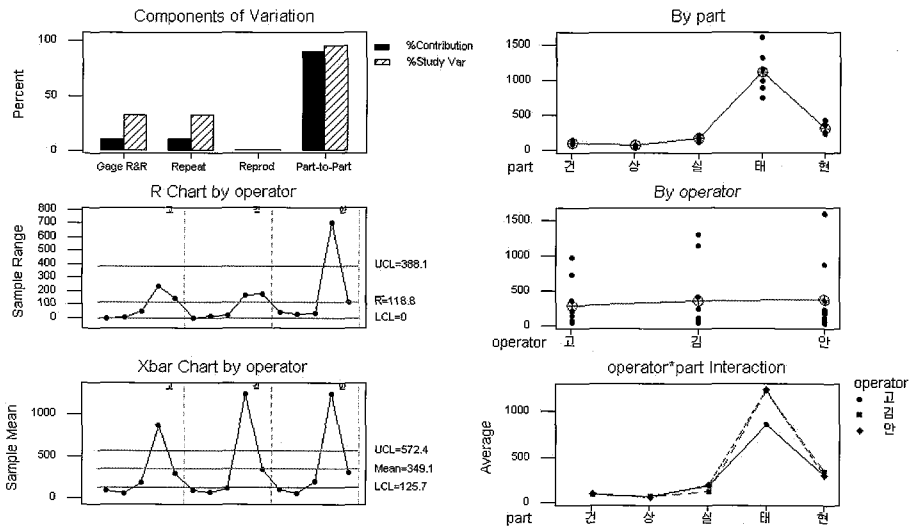 Components of Variation
100
50
0
Percent
Gage R&R
Repeat
Reprod
Part-to-Part
%Contribution
%Study Var
By part
1500
1000
500
0
part
건
상
실
태
현
R Chart by operator
고
김
안
800
700
600
500
400
300
200
100
0
Sample Range
UCL=388.1
R=118.8
LCL=0
By operator
1500
1000
500
0
operator
고
김
안
Xbar Chart by operator
고
김
안
1000
500
0
Sample Mean
UCL=572.4
Mean=349.1
LCL=125.7
operator*part Interaction
1000
500
0
Average
part
건
상
실
태
현
operator
고
김
안